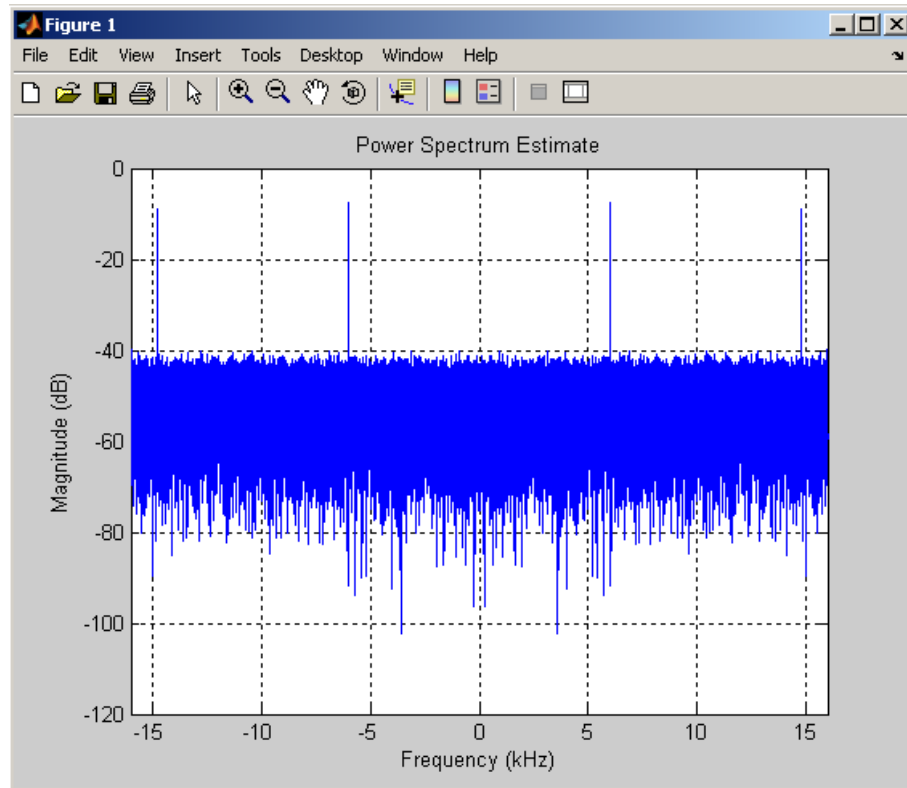 Figure 1
File Edit View Insert Tools Desktop Window Help
Power Spectrum Estimate
0
-20
-40
-60
-80
-100
-120
Magnitude (dB)
-15 -10 -5 0 5 10 15
Frequency (kHz)